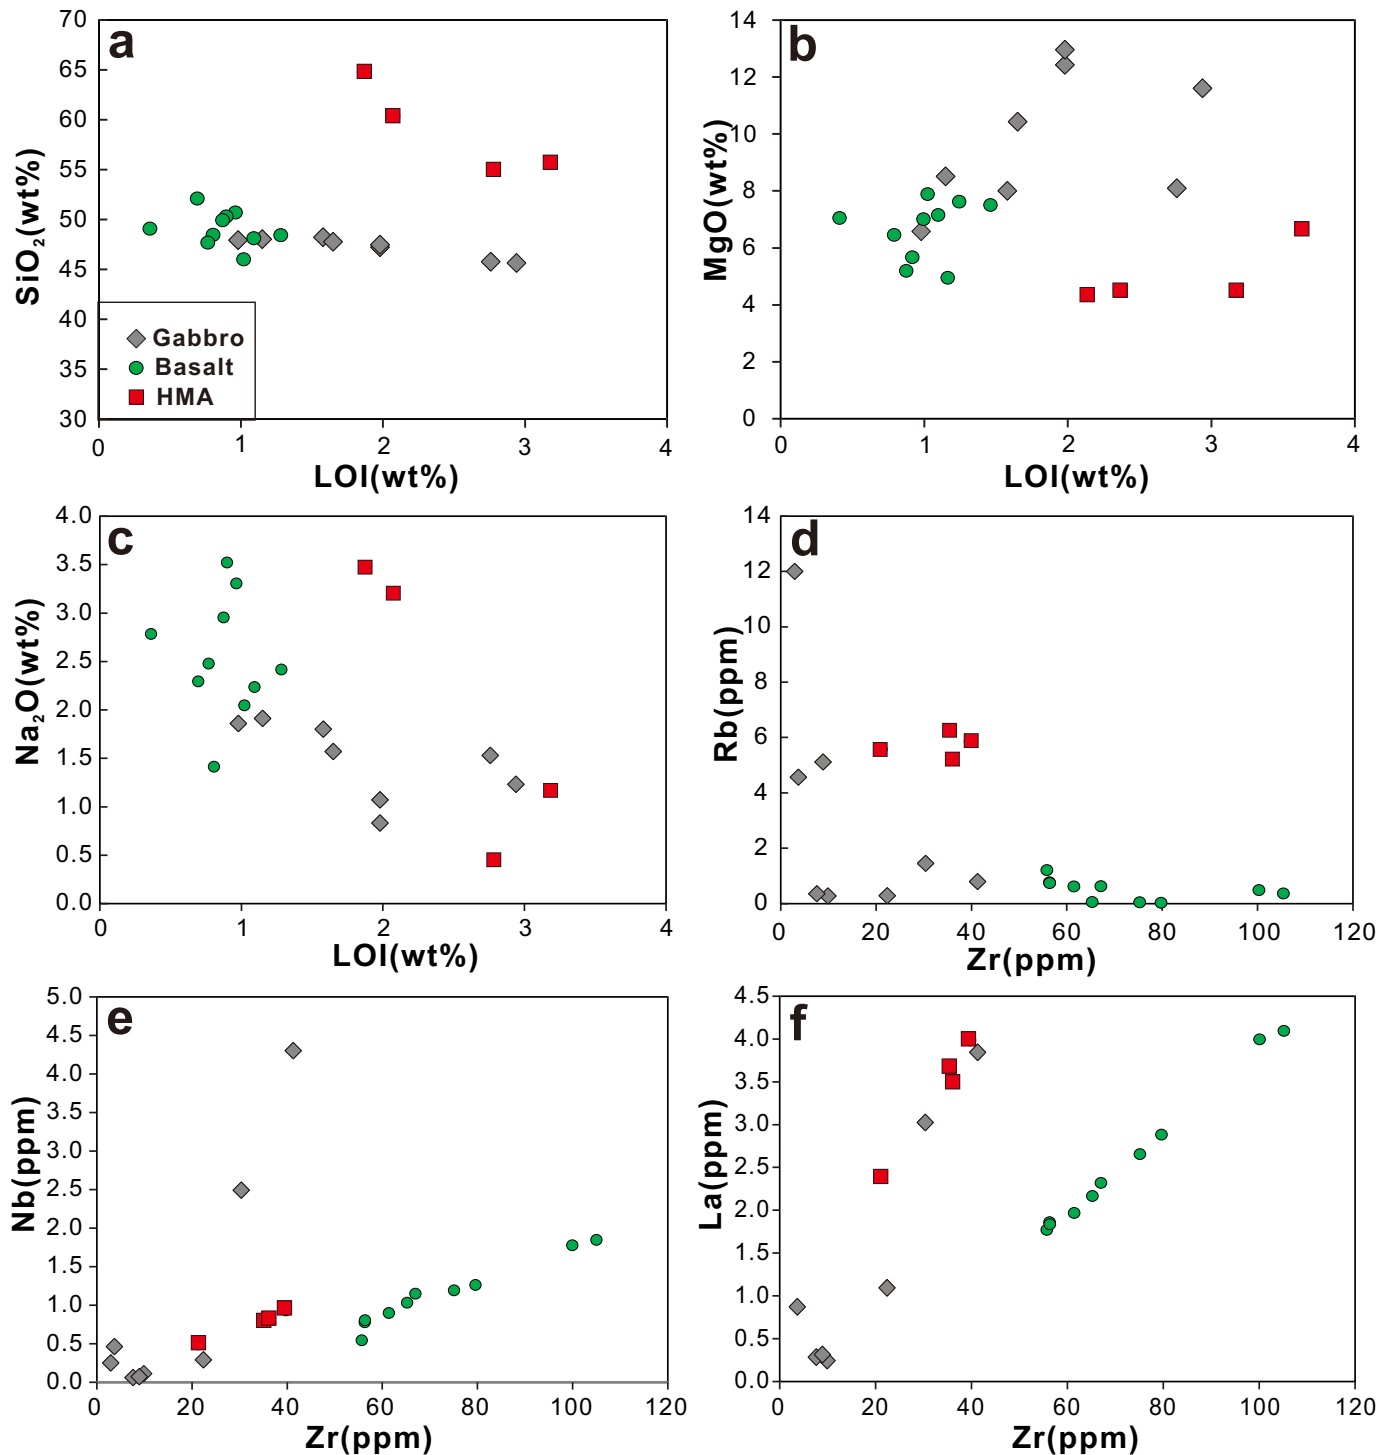 a
70
65
60
55
50
45
40
35
30
SiO₂(wt%)
Gabbro
Basalt
HMA
0 1 2 3 4
LOI(wt%)
b
14
12
10
8
6
4
2
0
MgO(wt%)
0 1 2 3 4
LOI(wt%)
c
4.0
3.5
3.0
2.5
2.0
1.5
1.0
0.5
0.0
Na₂O(wt%)
0 1 2 3 4
LOI(wt%)
d
14
12
10
8
6
4
2
0
Rb(ppm)
0 20 40 60 80 100 120
Zr(ppm)
e
5.0
4.5
4.0
3.5
3.0
2.5
2.0
1.5
1.0
0.5
0.0
Nb(ppm)
0 20 40 60 80 100 120
Zr(ppm)
f
4.5
4.0
3.5
3.0
2.5
2.0
1.5
1.0
0.5
0.0
La(ppm)
0 20 40 60 80 100 120
Zr(ppm)